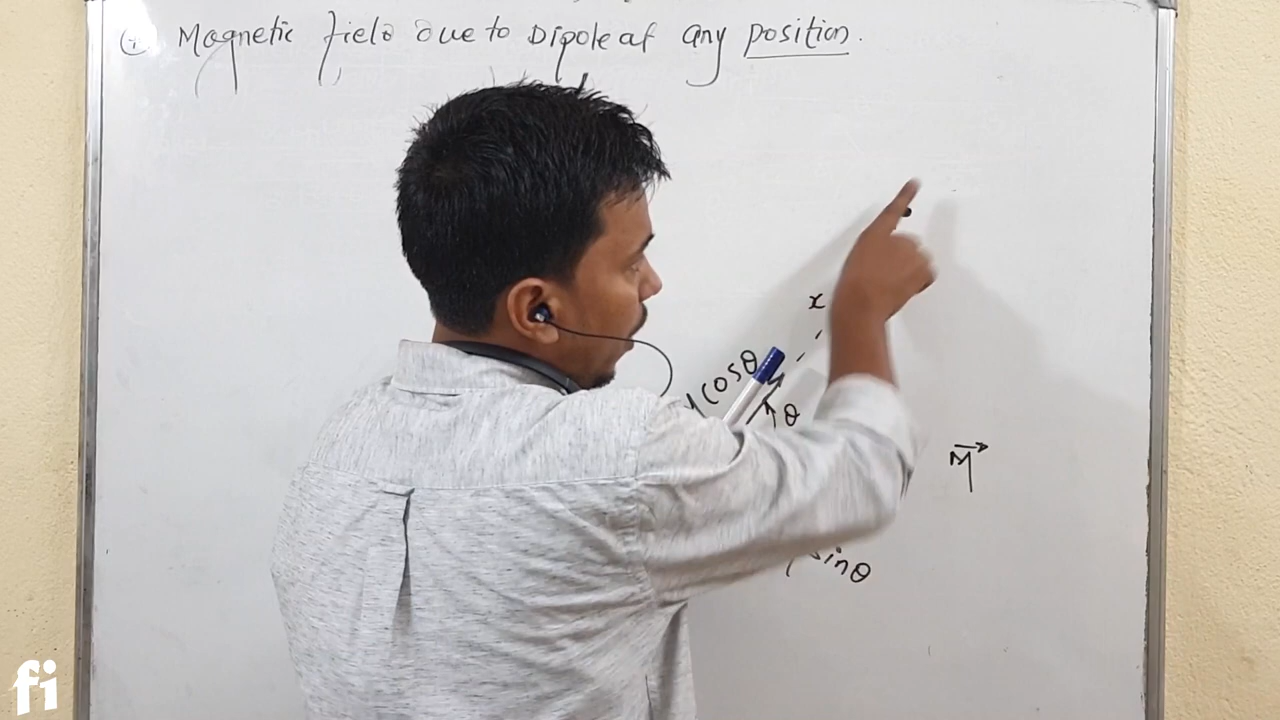 Magnetic field due to Dipole at any position.
x
cosθ
θ
M
sinθ
fi